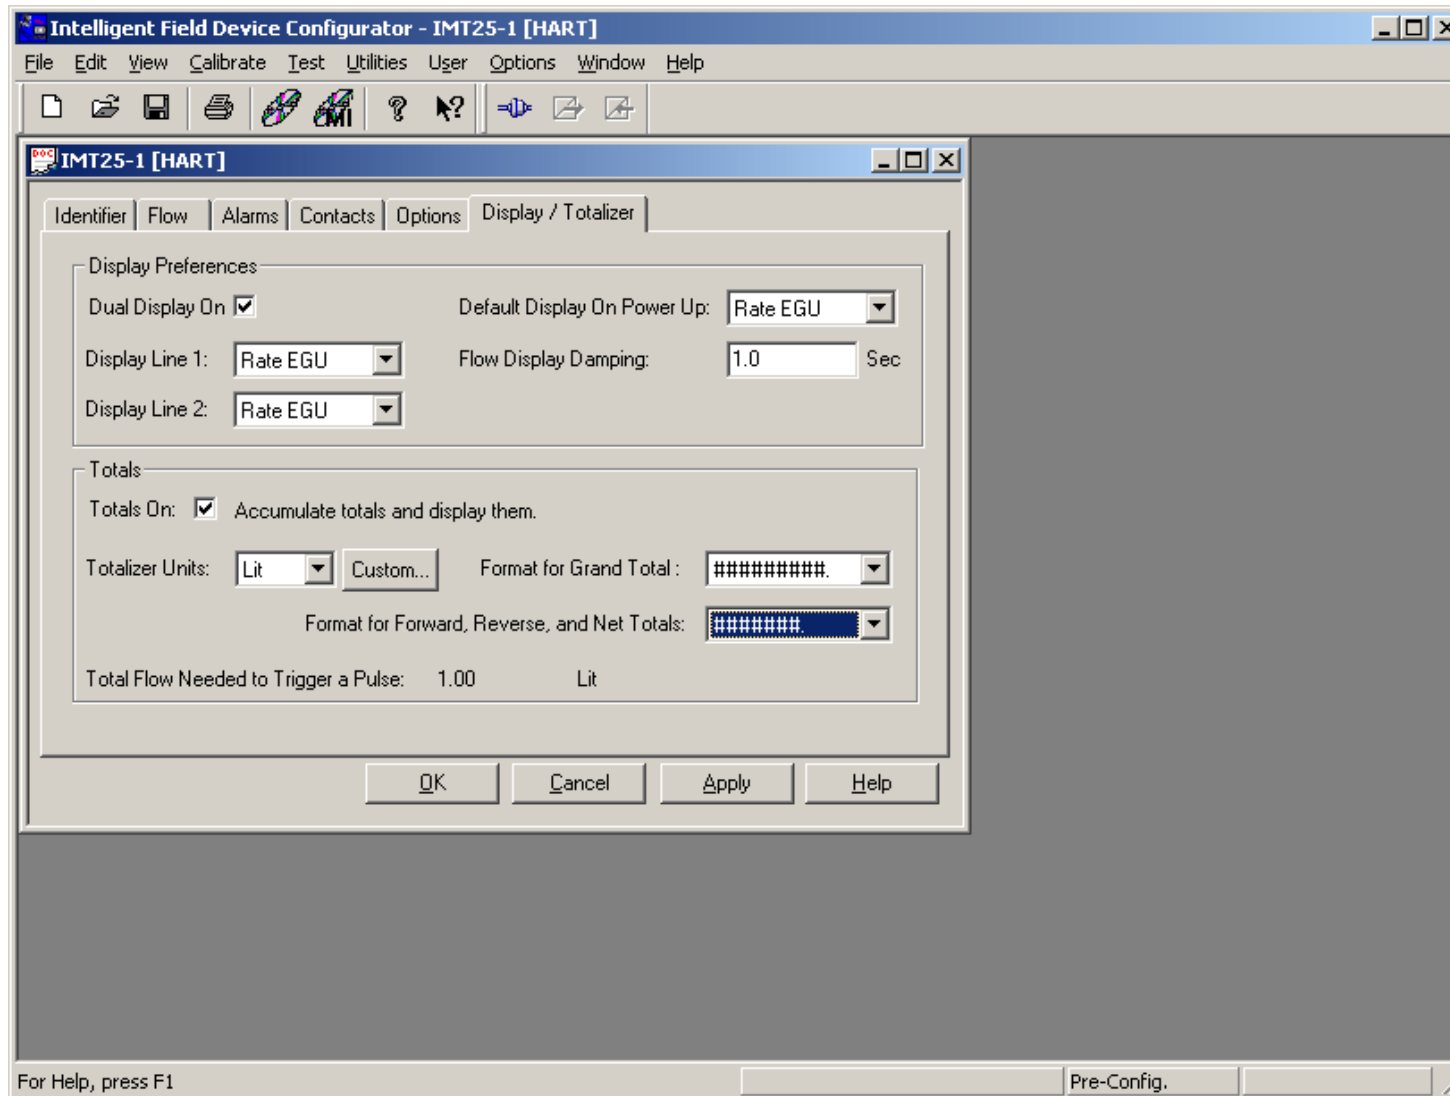 Intelligent Field Device Configurator - IMT25-1 [HART]
File Edit View Calibrate Test Utilities User Options Window Help
MI ? ?
DOC IMT25-1 [HART]
Identifier Flow Alarms Contacts Options Display / Totalizer
Display Preferences
Dual Display On Default Display On Power Up: Rate EGU
Display Line 1: Rate EGU Flow Display Damping: 1.0 Sec
Display Line 2: Rate EGU
Totals
Totals On: Accumulate totals and display them.
Totalizer Units: Lit Custom... Format for Grand Total : #########.
Format for Forward, Reverse, and Net Totals: #######.
Total Flow Needed to Trigger a Pulse: 1.00 Lit
OK Cancel Apply Help
For Help, press F1 Pre-Config.